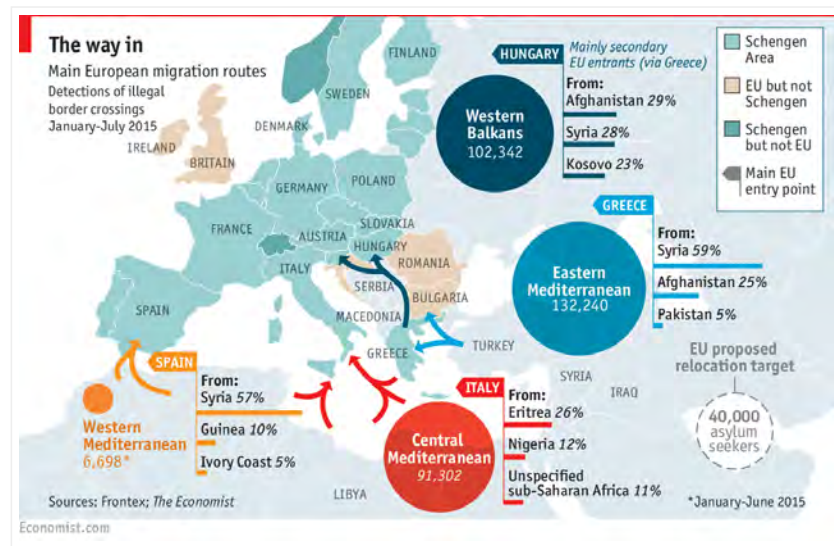 The way in
Main European migration routes
Detections of illegal
border crossings
January-July 2015
FINLAND
SWEDEN
DENMARK
IRELAND
BRITAIN
GERMANY
POLAND
SLOVAKIA
FRANCE
AUSTRIA
HUNGARY
ITALY
ROMANIA
SERBIA
BULGARIA
SPAIN
MACEDONIA
GREECE
TURKEY
SYRIA
IRAQ
LIBYA
HUNGARY
Mainly secondary
EU entrants (via Greece)
Western
Balkans
102,342
From:
Afghanistan 29%
Syria 28%
Kosovo 23%
Schengen
Area
EU but not
Schengen
Schengen
but not EU
Main EU
entry point
GREECE
Eastern
Mediterranean
132,240
From:
Syria 59%
Afghanistan 25%
Pakistan 5%
EU proposed
relocation target
40,000
asylum
seekers
SPAIN
Western
Mediterranean
6,698*
From:
Syria 57%
Guinea 10%
Ivory Coast 5%
ITALY
Central
Mediterranean
91,302
From:
Eritrea 26%
Nigeria 12%
Unspecified
sub-Saharan Africa 11%
Sources: Frontex; The Economist
*January-June 2015
Economist.com